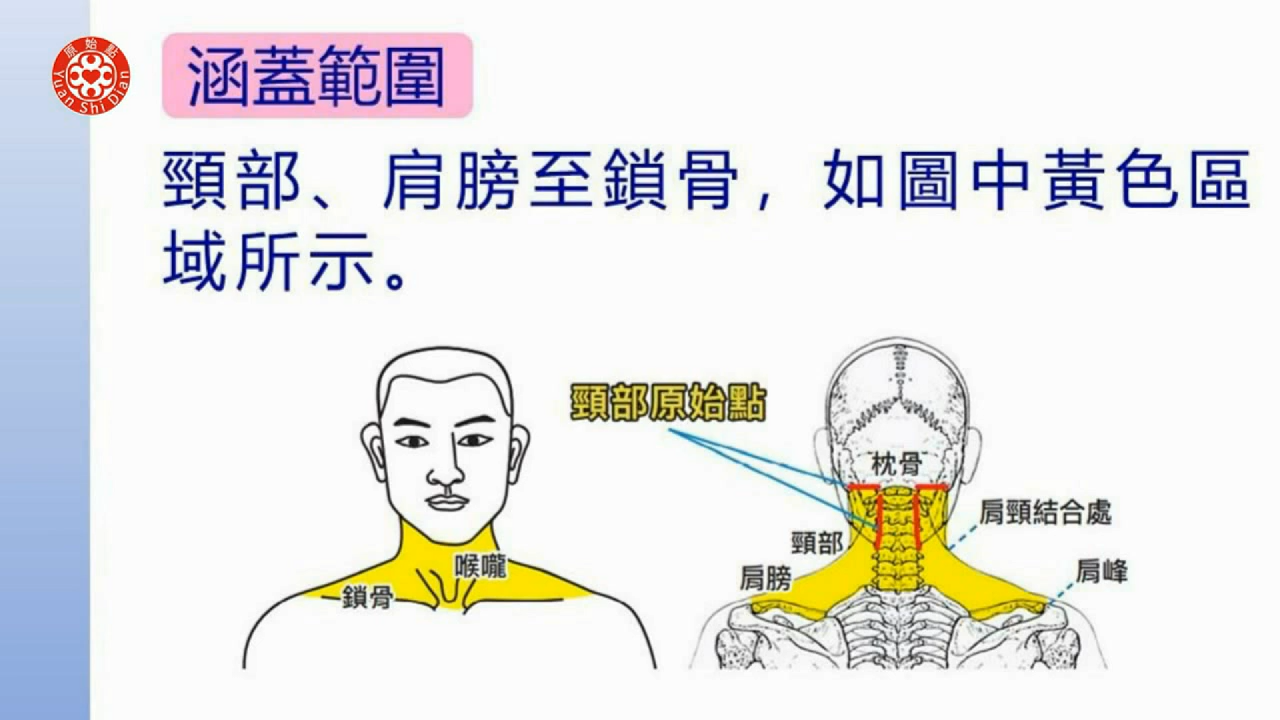 原始點
Yuan Shi Dian
涵蓋範圍
頸部、肩膀至鎖骨，如圖中黃色區
域所示。
頸部原始點
枕骨
肩頸結合處
頸部
喉嚨
肩膀
肩峰
鎖骨